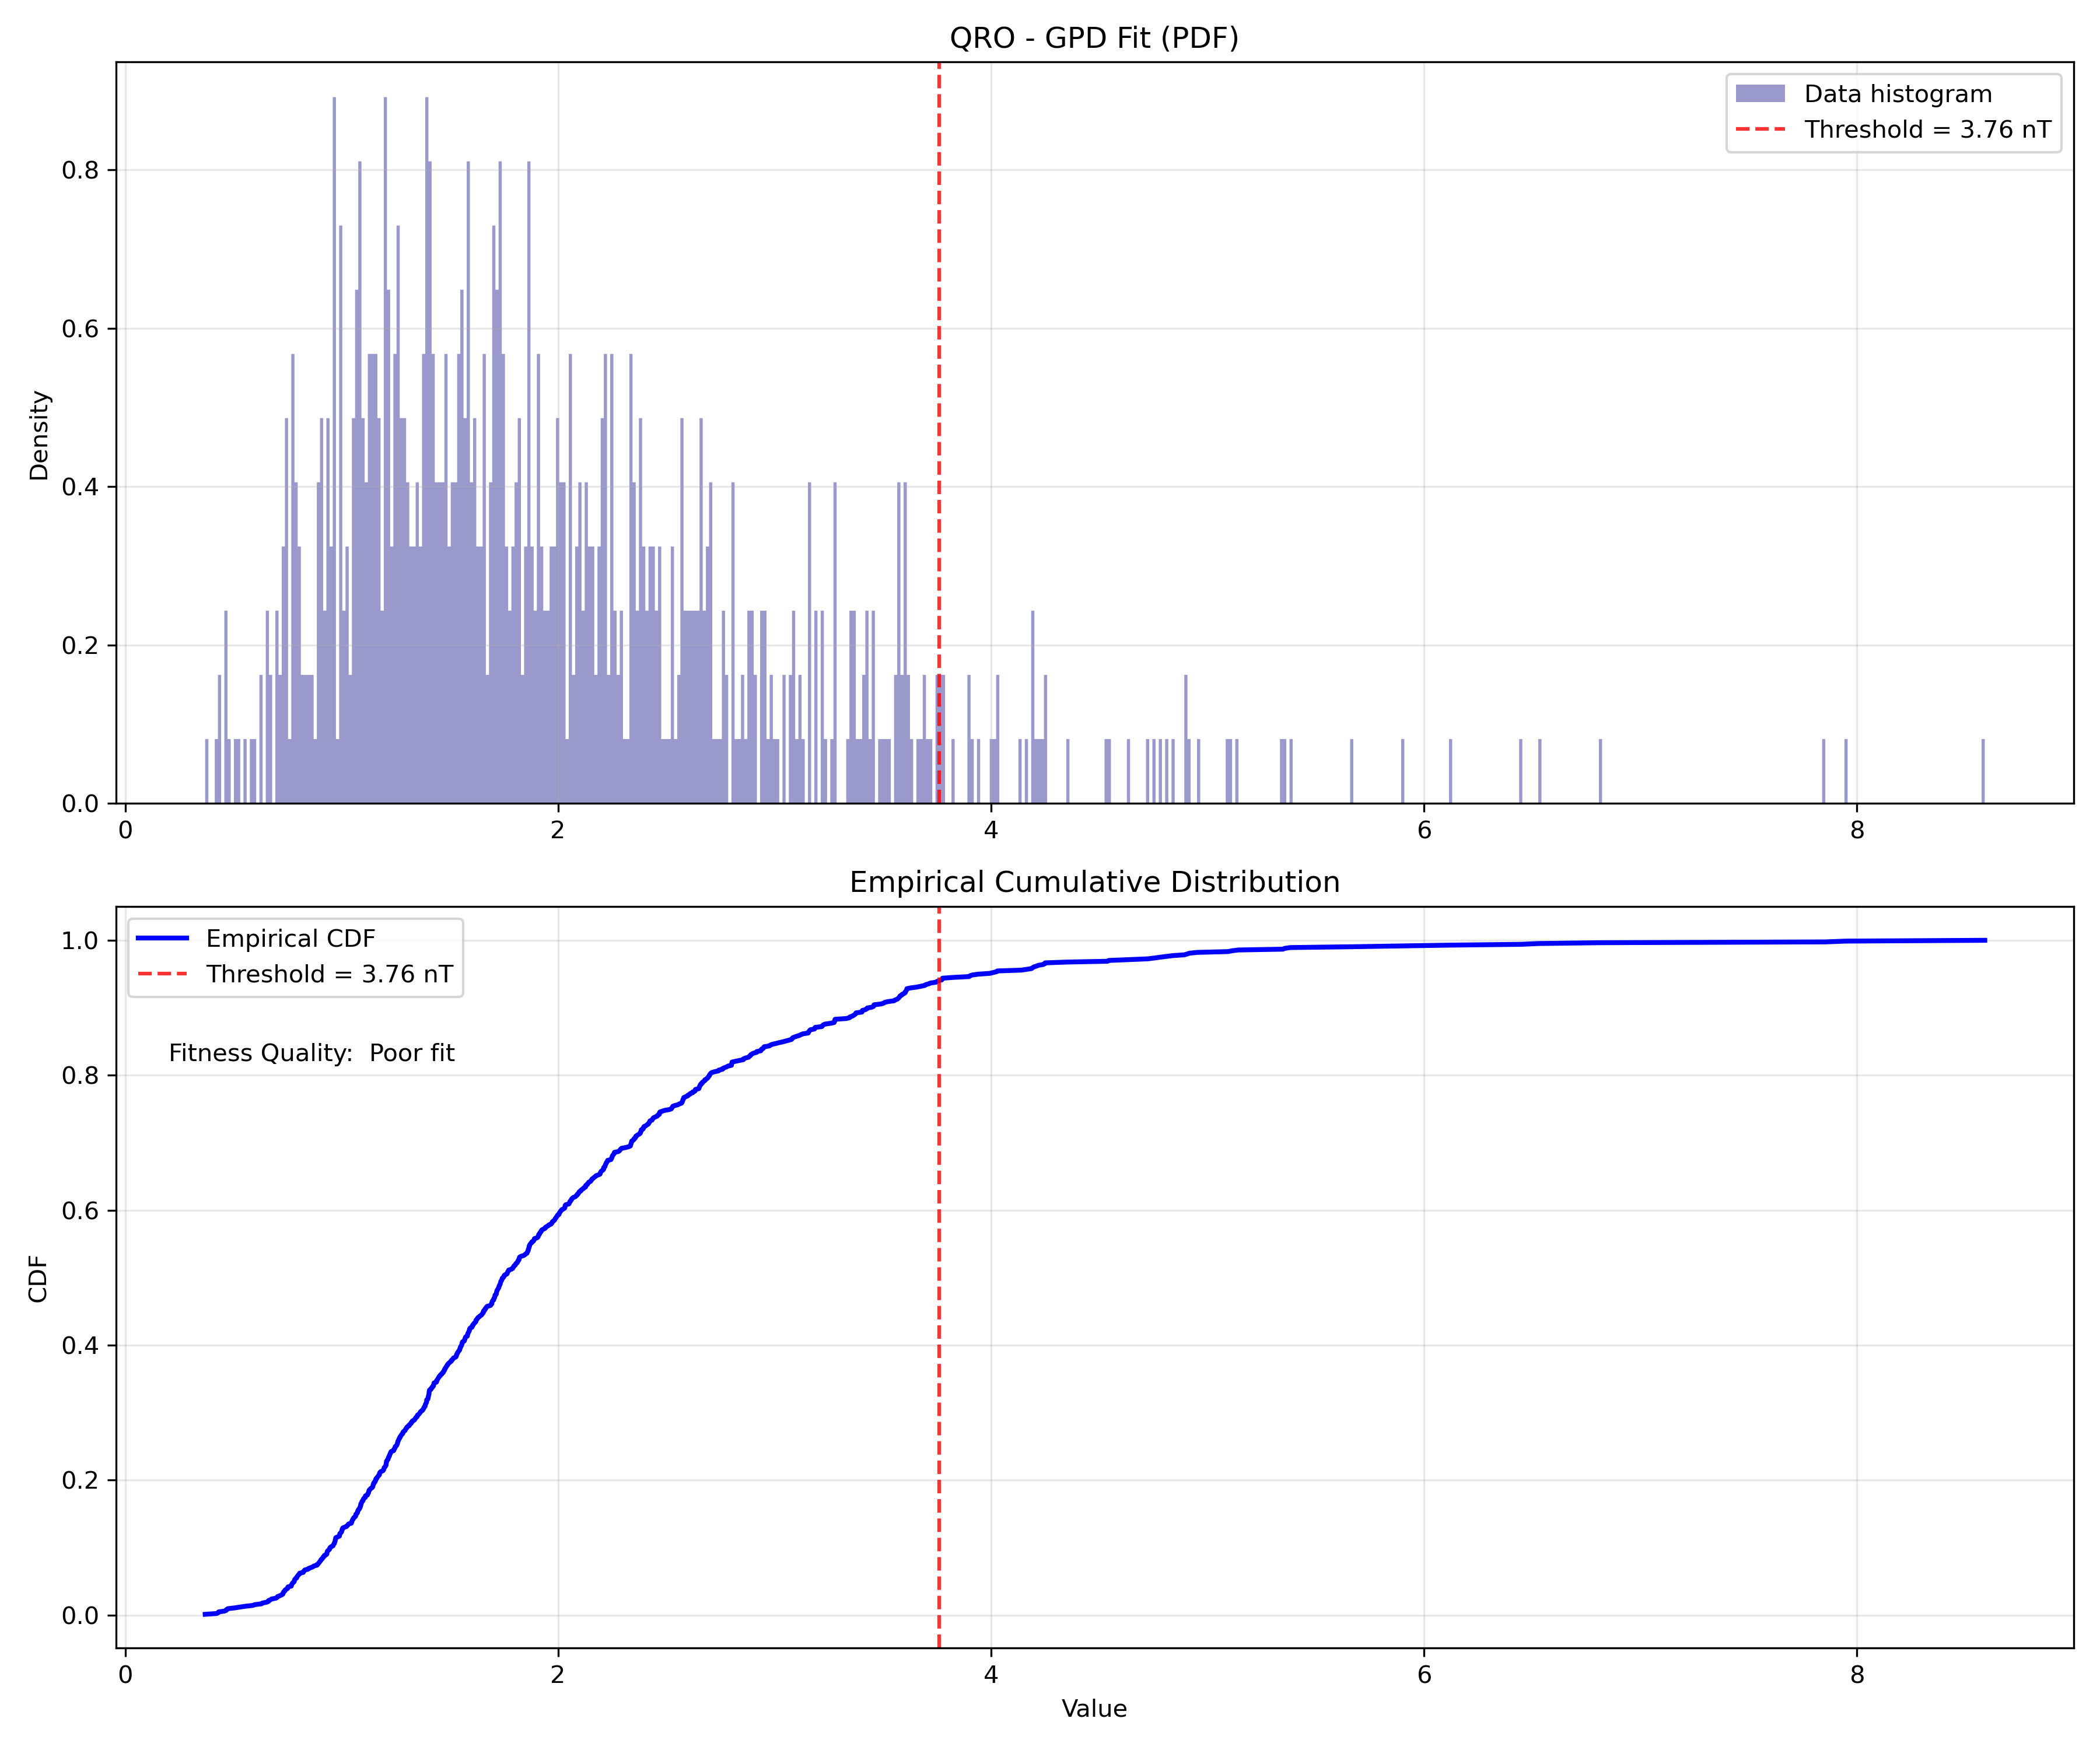 QRO - GPD Fit (PDF)
Data histogram
Threshold = 3.76 nT
Density
0.8
0.6
0.4
0.2
0.0
0 2 4 6 8
Empirical Cumulative Distribution
Empirical CDF
Threshold = 3.76 nT
Fitness Quality: Poor fit
CDF
1.0
0.8
0.6
0.4
0.2
0.0
0 2 4 6 8
Value